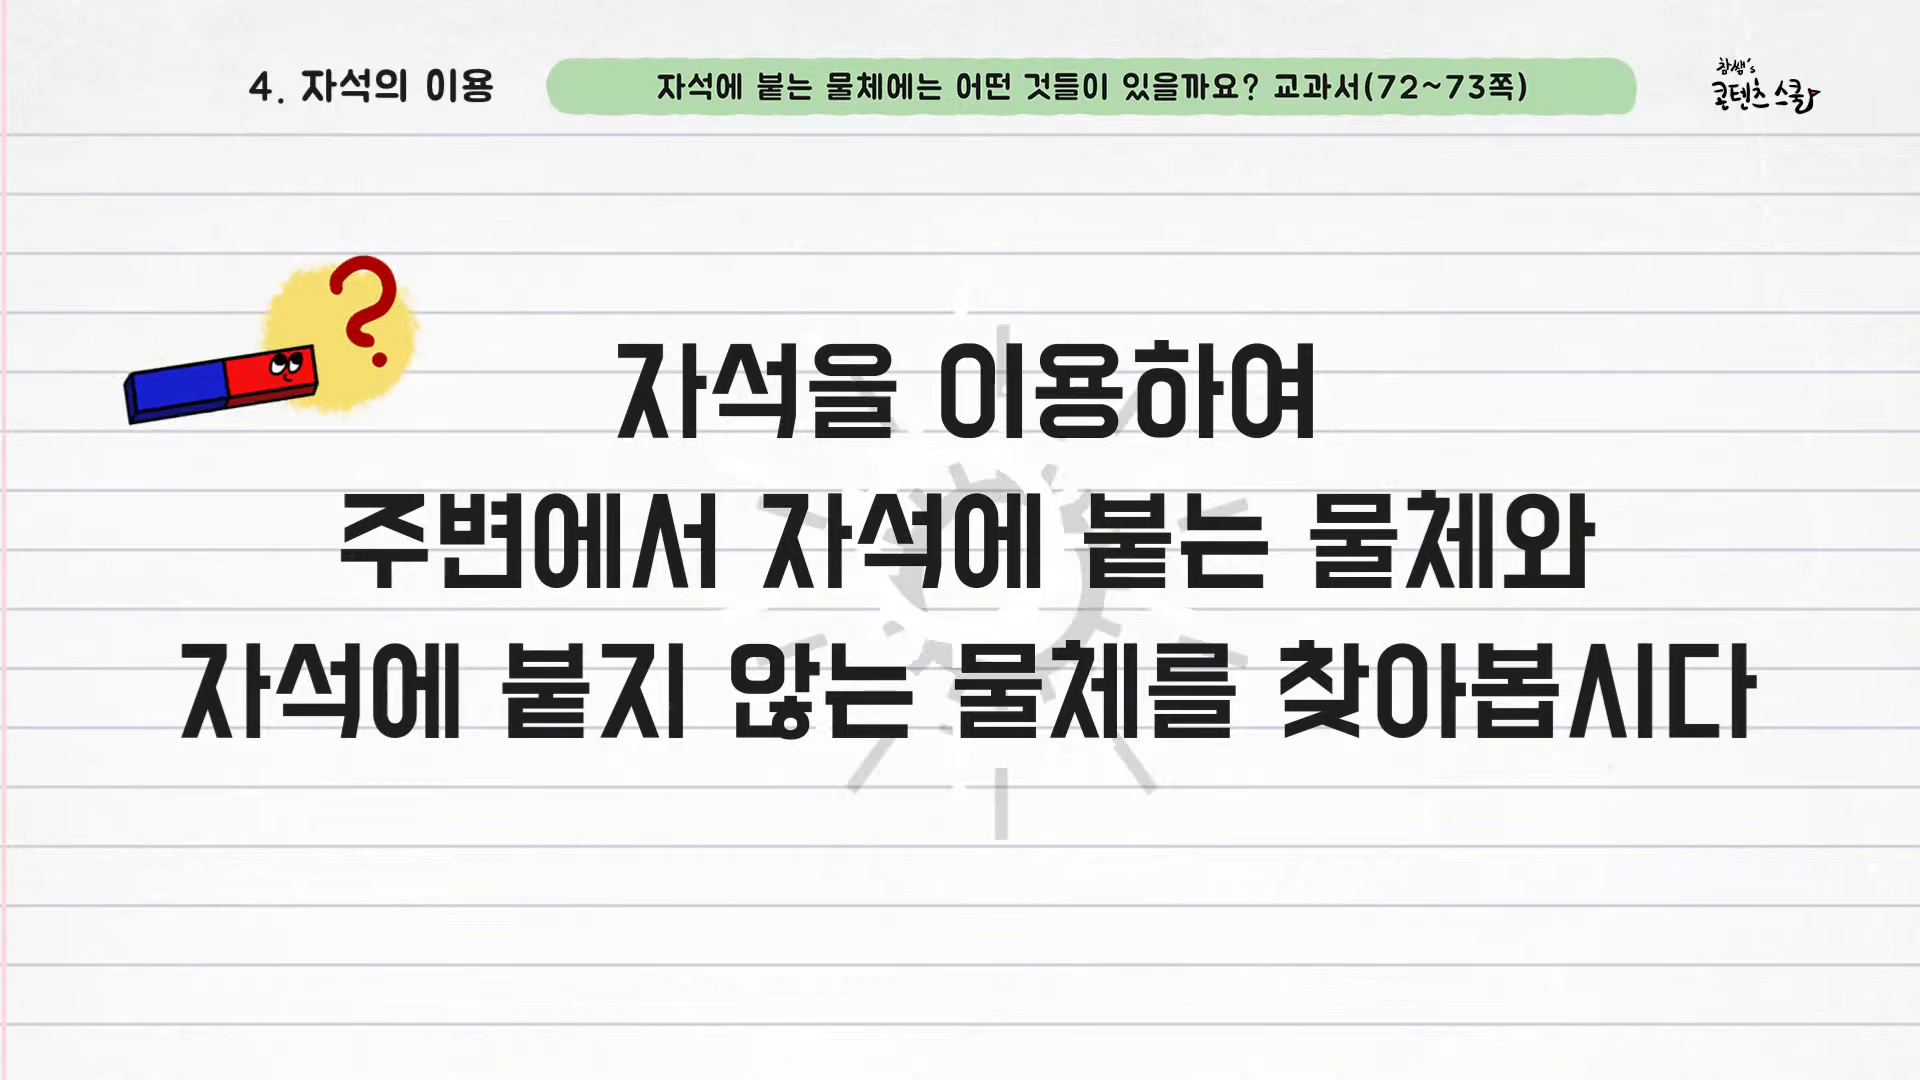 4. 자석의 이용
자석에 붙는 물체에는 어떤 것들이 있을까요? 교과서(72~73쪽)
참쌤's
콘텐츠 스쿨
?
자석을 이용하여
주변에서 자석에 붙는 물체와
자석에 붙지 않는 물체를 찾아봅시다